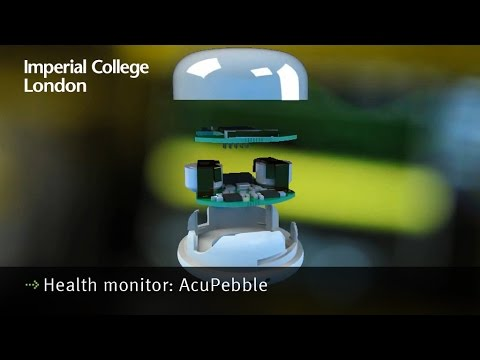 Imperial College
London
Health monitor: AcuPebble